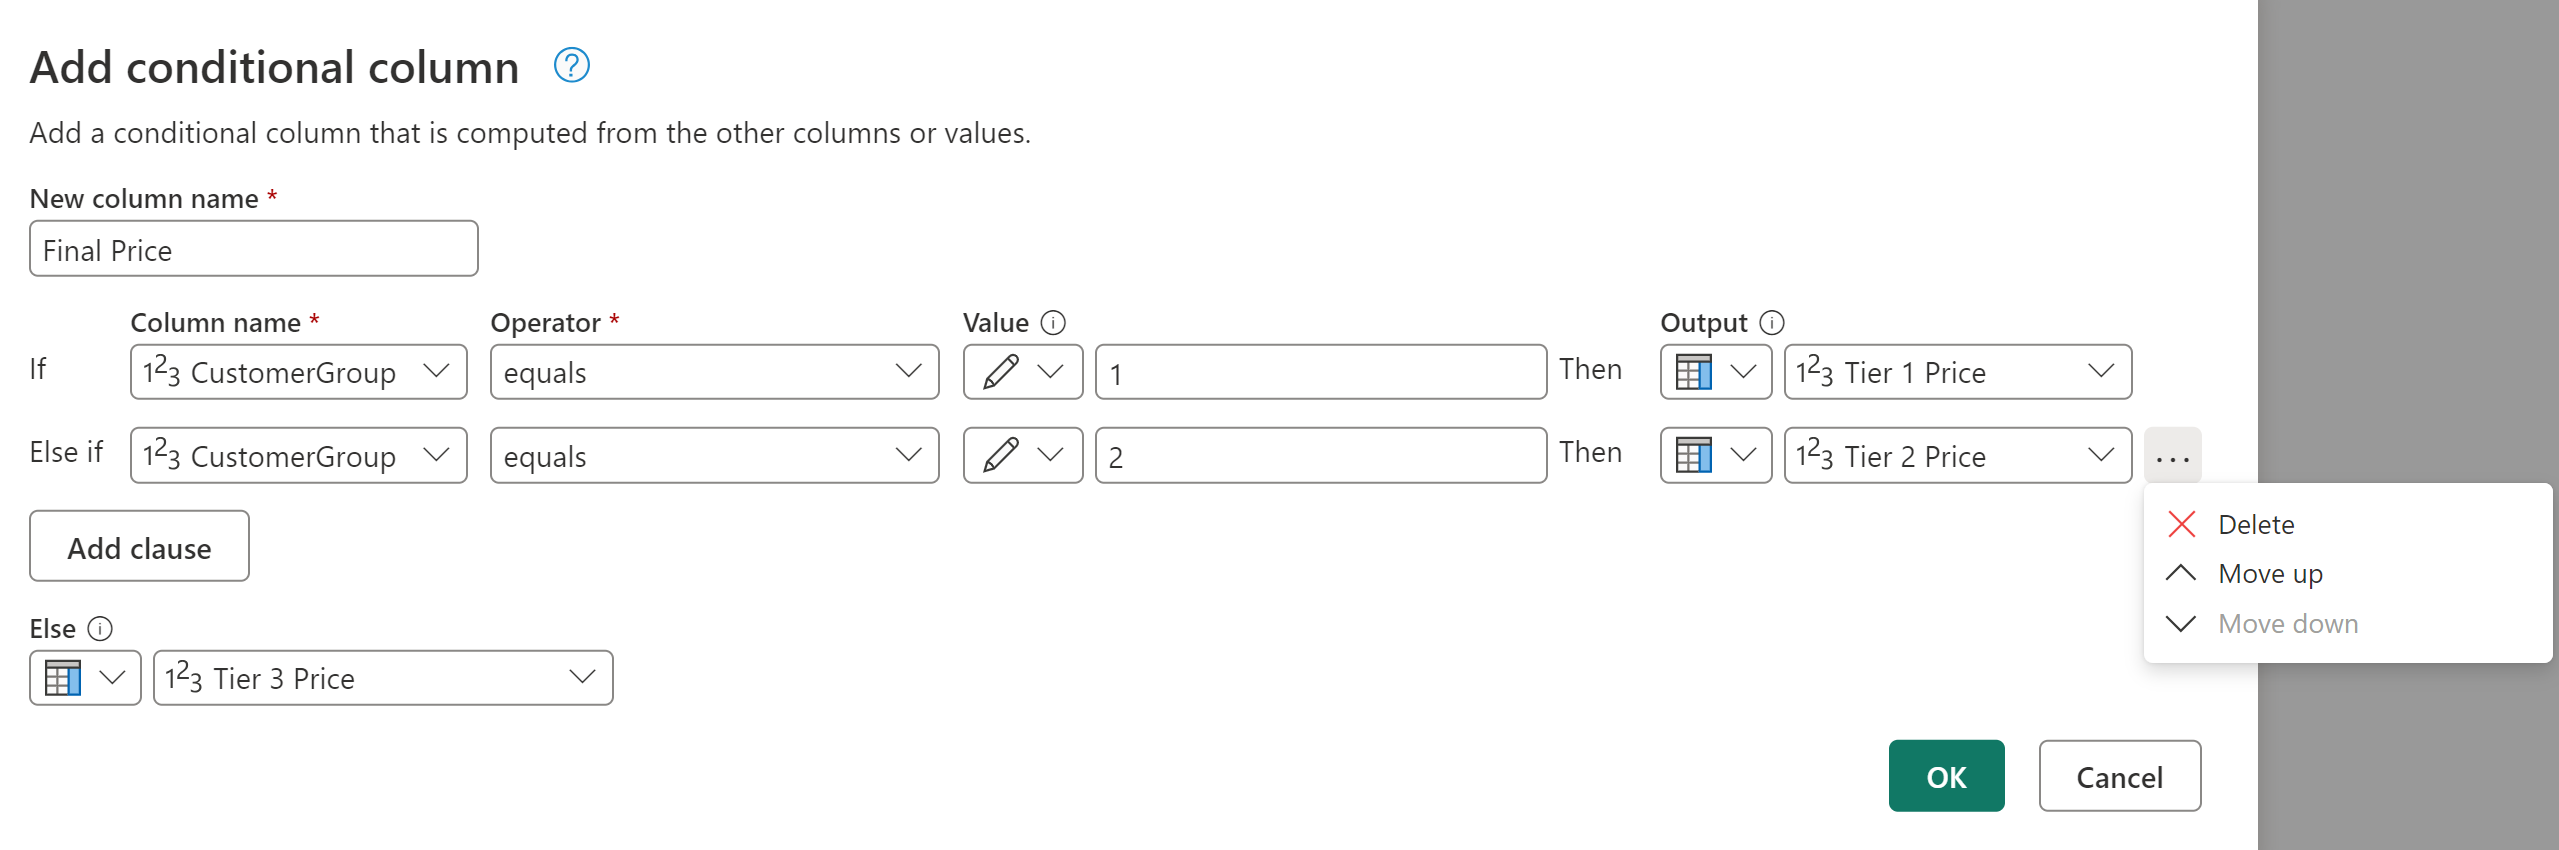 Add conditional column
Add a conditional column that is computed from the other columns or values.
New column name *
Final Price
Column name * Operator * Value Output
If 123 CustomerGroup equals 1 Then 123 Tier 1 Price
Else if 123 CustomerGroup equals 2 Then 123 Tier 2 Price ...
Delete
Move up
Move down
Add clause
Else
123 Tier 3 Price
OK Cancel